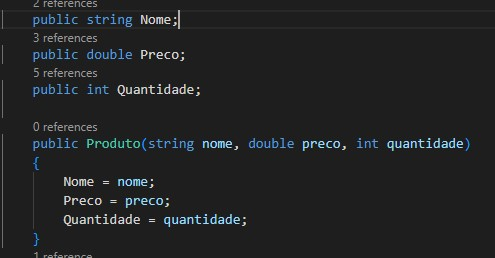 2 references
public string Nome;
3 references
public double Preco;
5 references
public int Quantidade;
0 references
public Produto(string nome, double preco, int quantidade)
{
Nome = nome;
Preco = preco;
Quantidade = quantidade;
}
1 reference